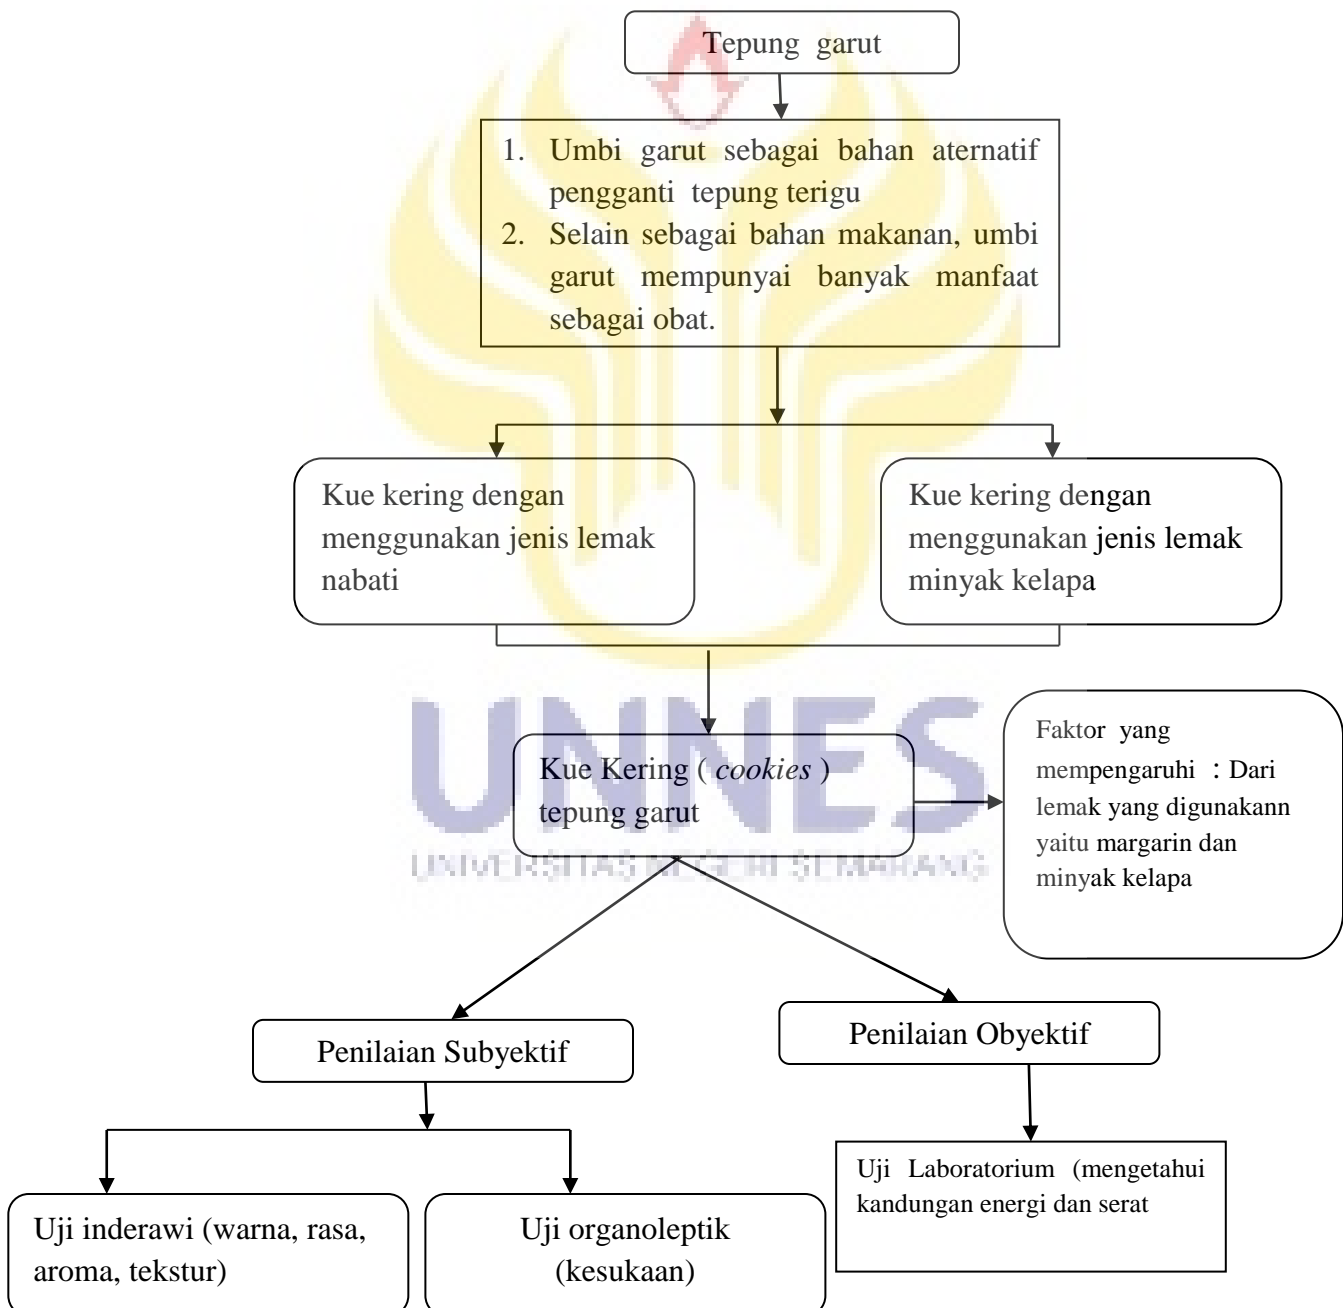 Tepung garut
1. Umbi garut sebagai bahan aternatif
pengganti tepung terigu
2. Selain sebagai bahan makanan, umbi
garut mempunyai banyak manfaat
sebagai obat.
Kue kering dengan
menggunakan jenis lemak
nabati
Kue kering dengan
menggunakan jenis lemak
minyak kelapa
UNNES
UNIVERSITAS NEGERI SEMARANG
Kue Kering ( cookies )
tepung garut
Faktor yang
mempengaruhi : Dari
lemak yang digunakann
yaitu margarin dan
minyak kelapa
Penilaian Subyektif
Penilaian Obyektif
Uji inderawi (warna, rasa,
aroma, tekstur)
Uji organoleptik
(kesukaan)
Uji Laboratorium (mengetahui
kandungan energi dan serat